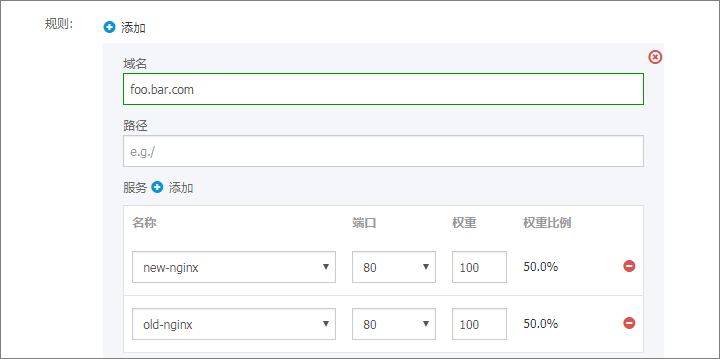 规则: 添加
域名
foo.bar.com
路径
e.g./
服务 添加
名称 端口 权重 权重比例
new-nginx 80 100 50.0%
old-nginx 80 100 50.0%